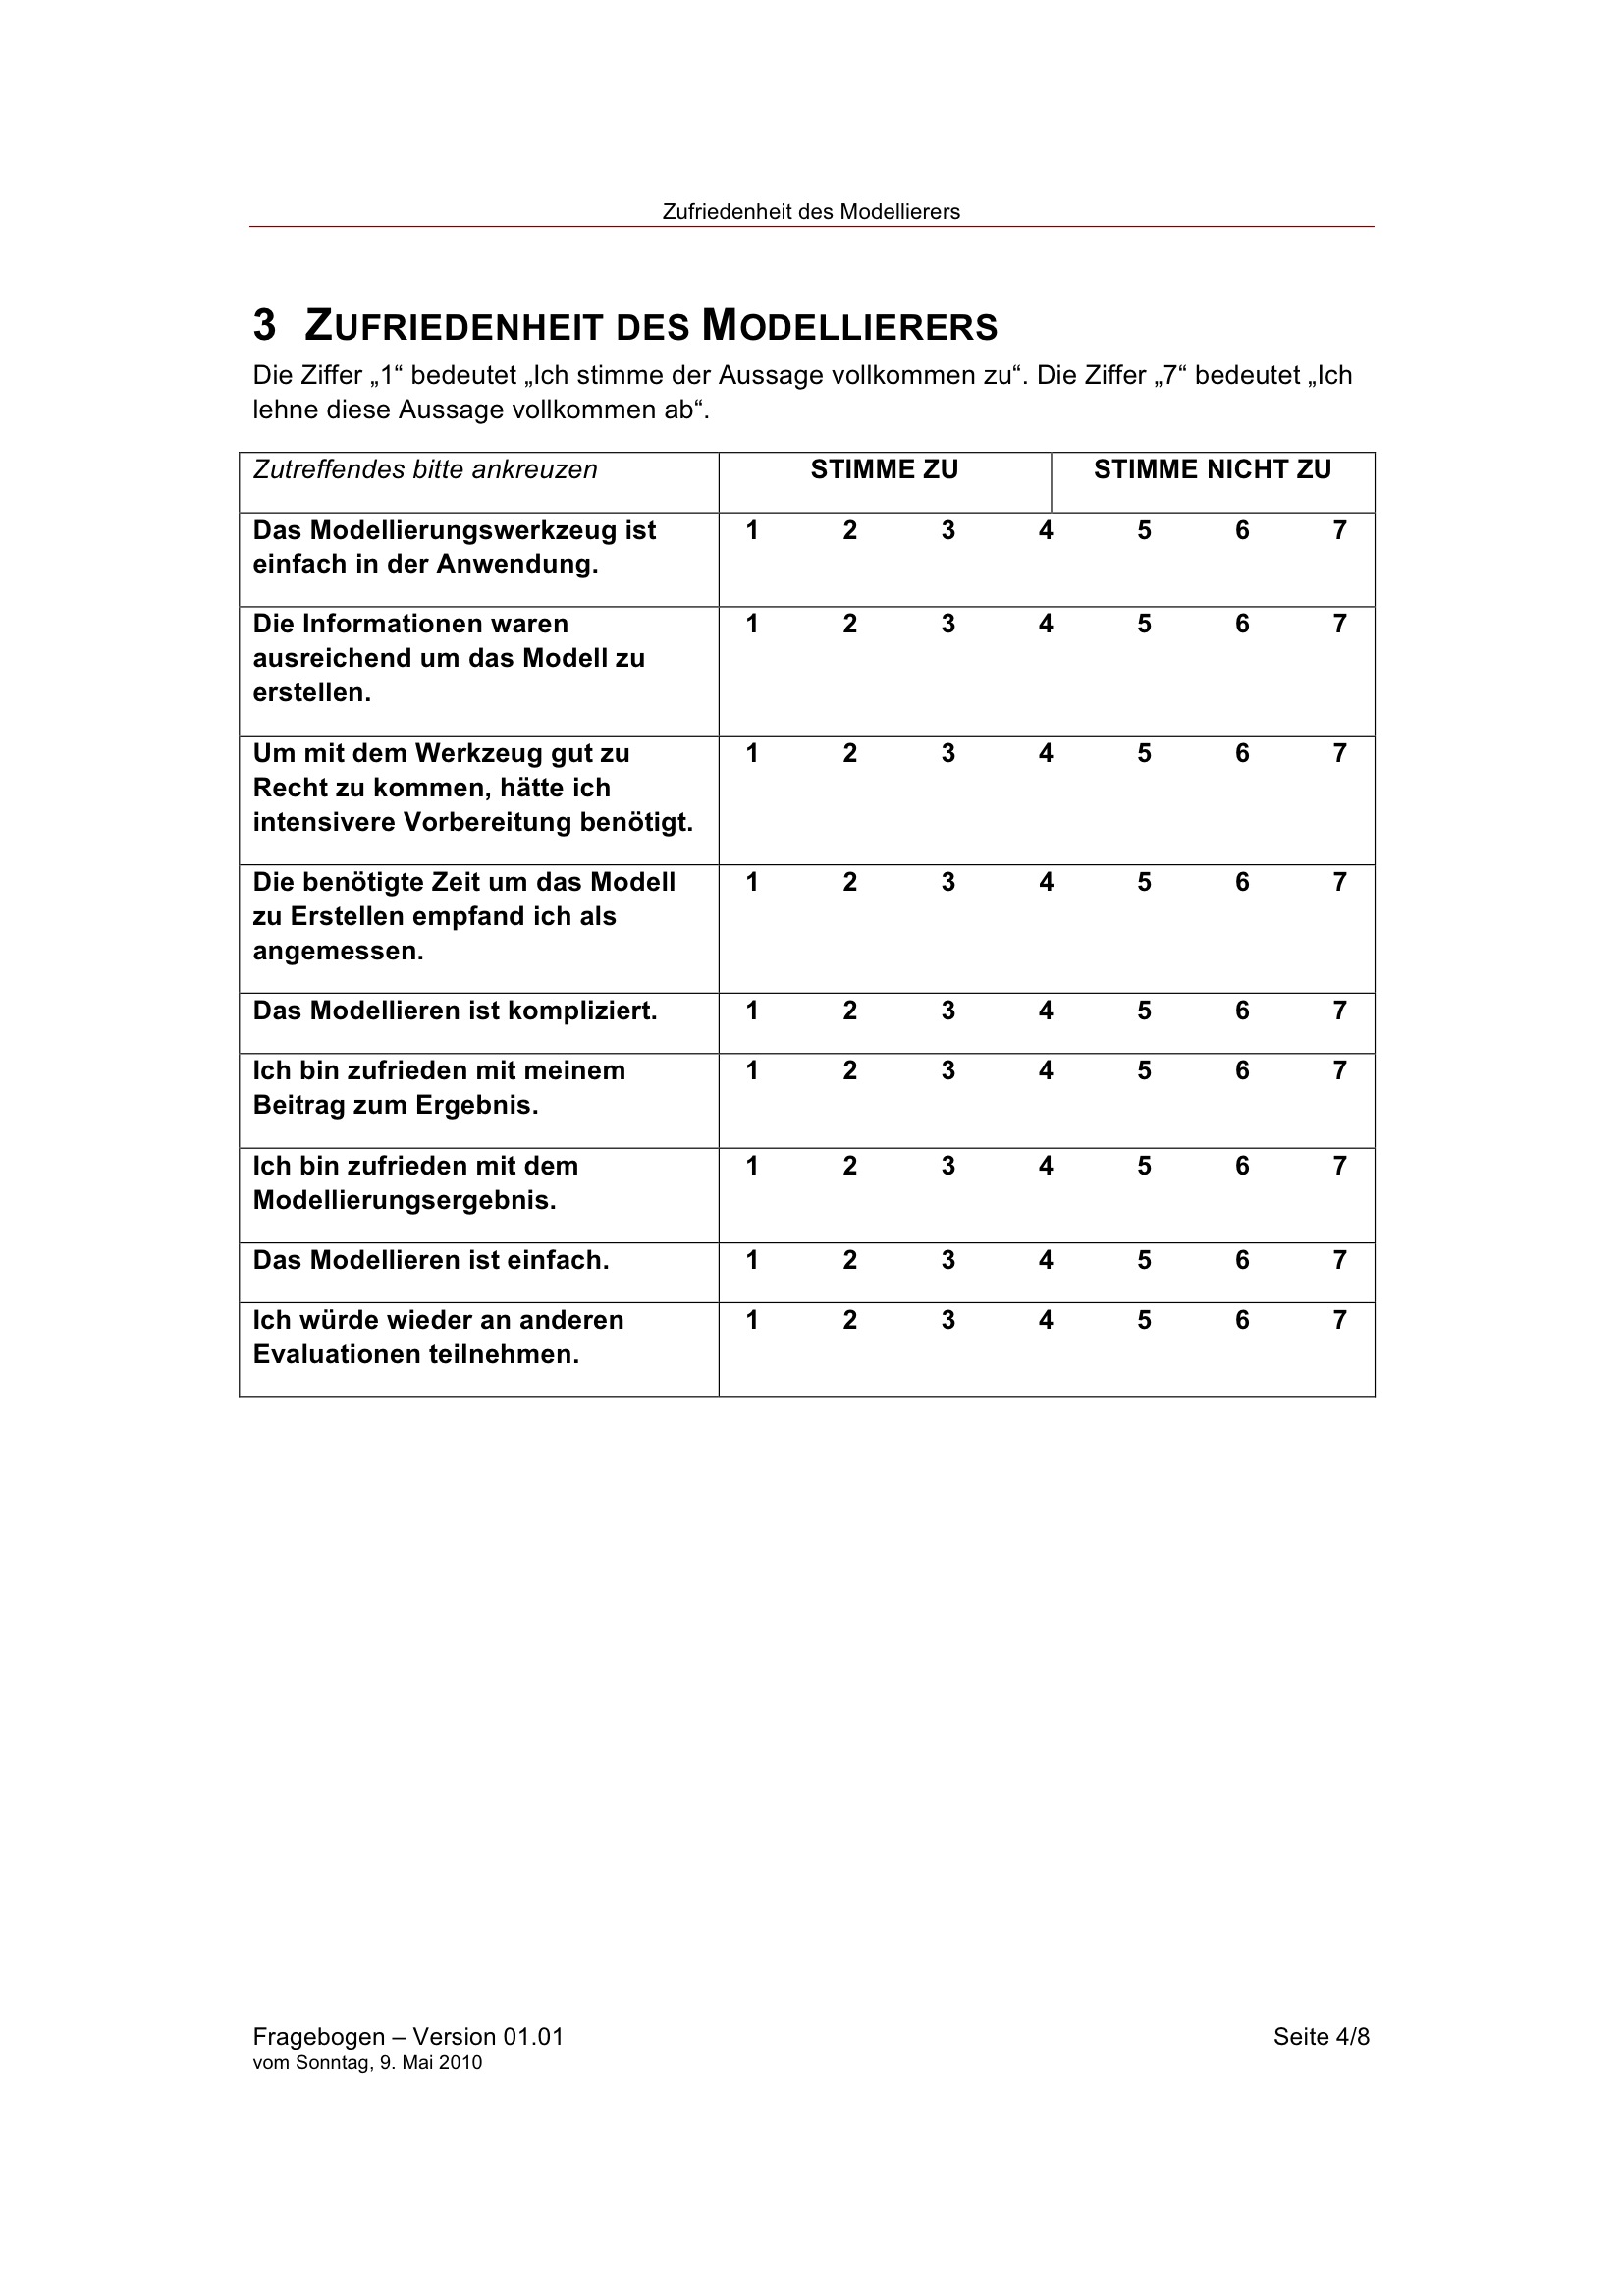 Zufriedenheit des Modellierers
3 ZUFRIEDENHEIT DES MODELLIERERS
Die Ziffer „1“ bedeutet „Ich stimme der Aussage vollkommen zu“. Die Ziffer „7“ bedeutet „Ich
lehne diese Aussage vollkommen ab“.
Zutreffendes bitte ankreuzen STIMME ZU STIMME NICHT ZU
Das Modellierungswerkzeug ist 1 2 3 4 5 6 7
einfach in der Anwendung.
Die Informationen waren 1 2 3 4 5 6 7
ausreichend um das Modell zu
erstellen.
Um mit dem Werkzeug gut zu 1 2 3 4 5 6 7
Recht zu kommen, hätte ich
intensivere Vorbereitung benötigt.
Die benötigte Zeit um das Modell 1 2 3 4 5 6 7
zu Erstellen empfand ich als
angemessen.
Das Modellieren ist kompliziert. 1 2 3 4 5 6 7
Ich bin zufrieden mit meinem 1 2 3 4 5 6 7
Beitrag zum Ergebnis.
Ich bin zufrieden mit dem 1 2 3 4 5 6 7
Modellierungsergebnis.
Das Modellieren ist einfach. 1 2 3 4 5 6 7
Ich würde wieder an anderen 1 2 3 4 5 6 7
Evaluationen teilnehmen.
Fragebogen – Version 01.01 Seite 4/8
vom Sonntag, 9. Mai 2010